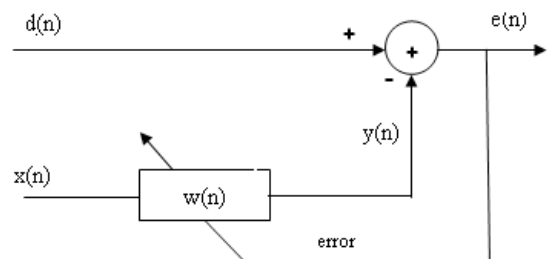 d(n)
e(n)
+
+
-
y(n)
x(n)
w(n)
error